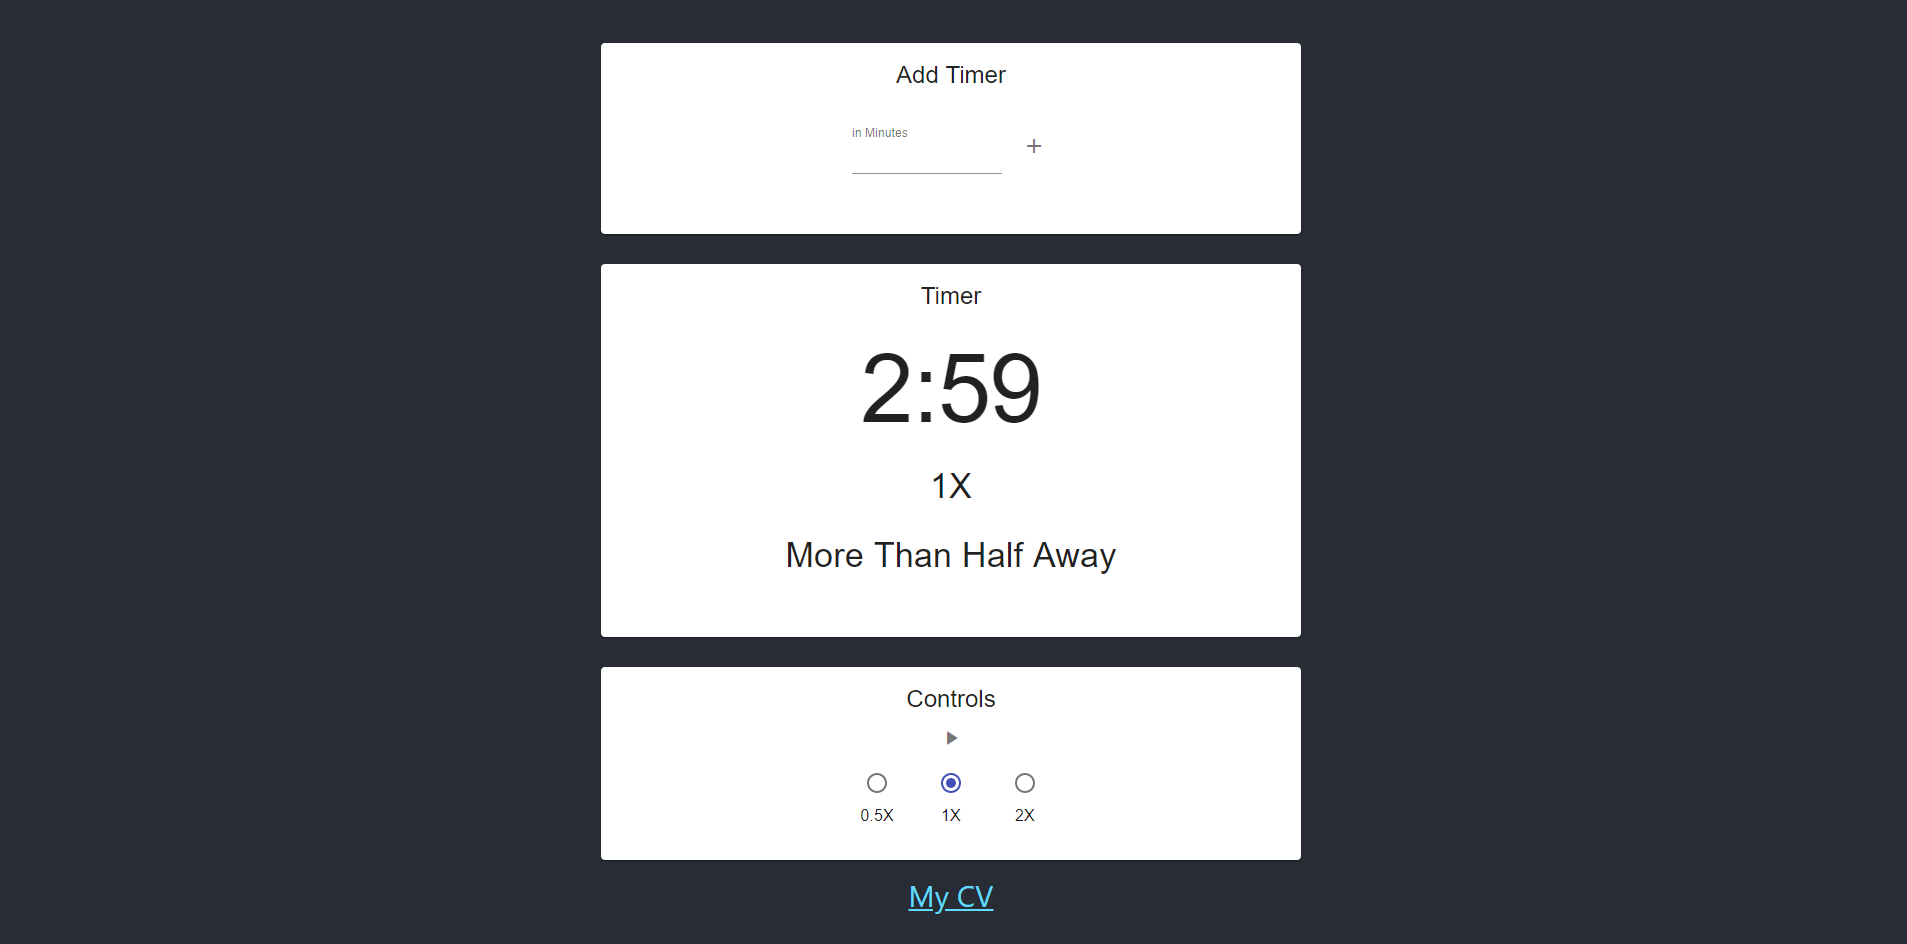 Add Timer
in Minutes
+
Timer
2:59
1X
More Than Half Away
Controls
0.5X 1X 2X
My CV